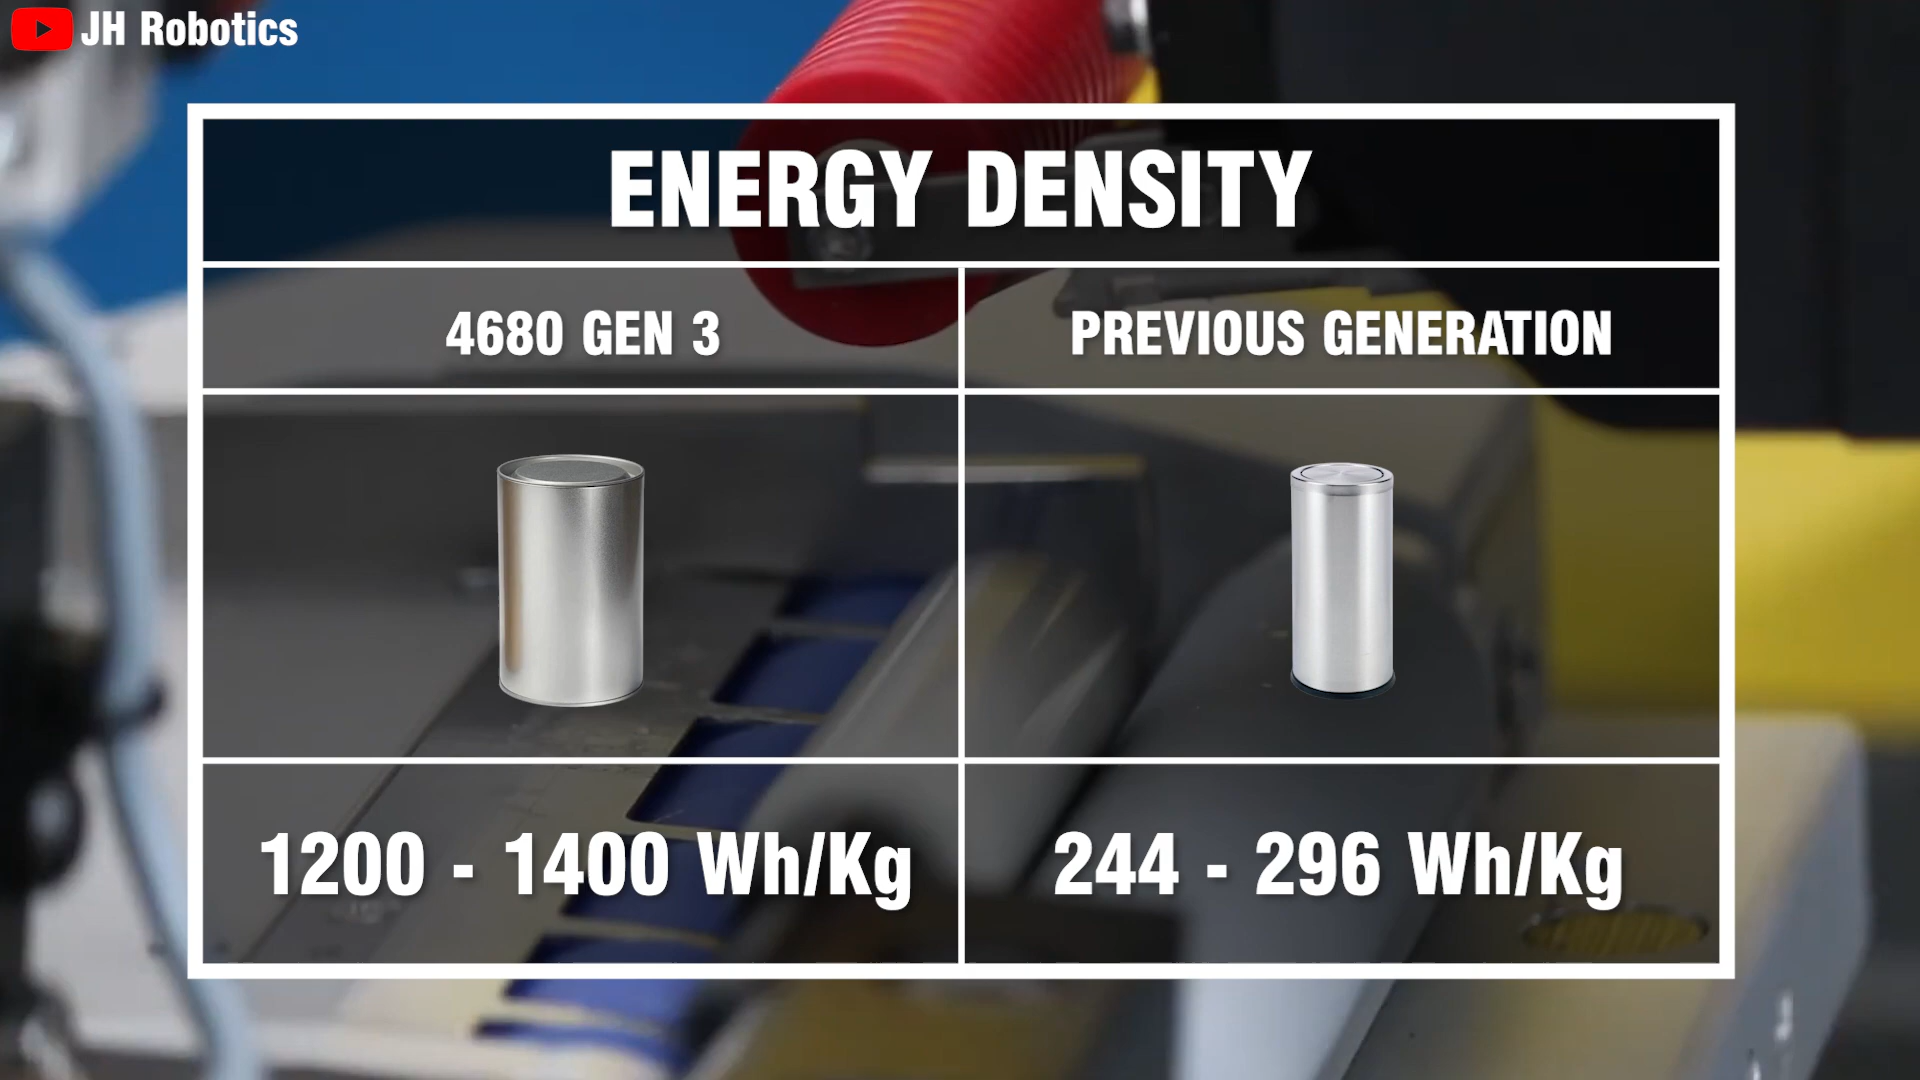 JH Robotics
ENERGY DENSITY
4680 GEN 3
PREVIOUS GENERATION
1200 - 1400 Wh/Kg
244 - 296 Wh/Kg